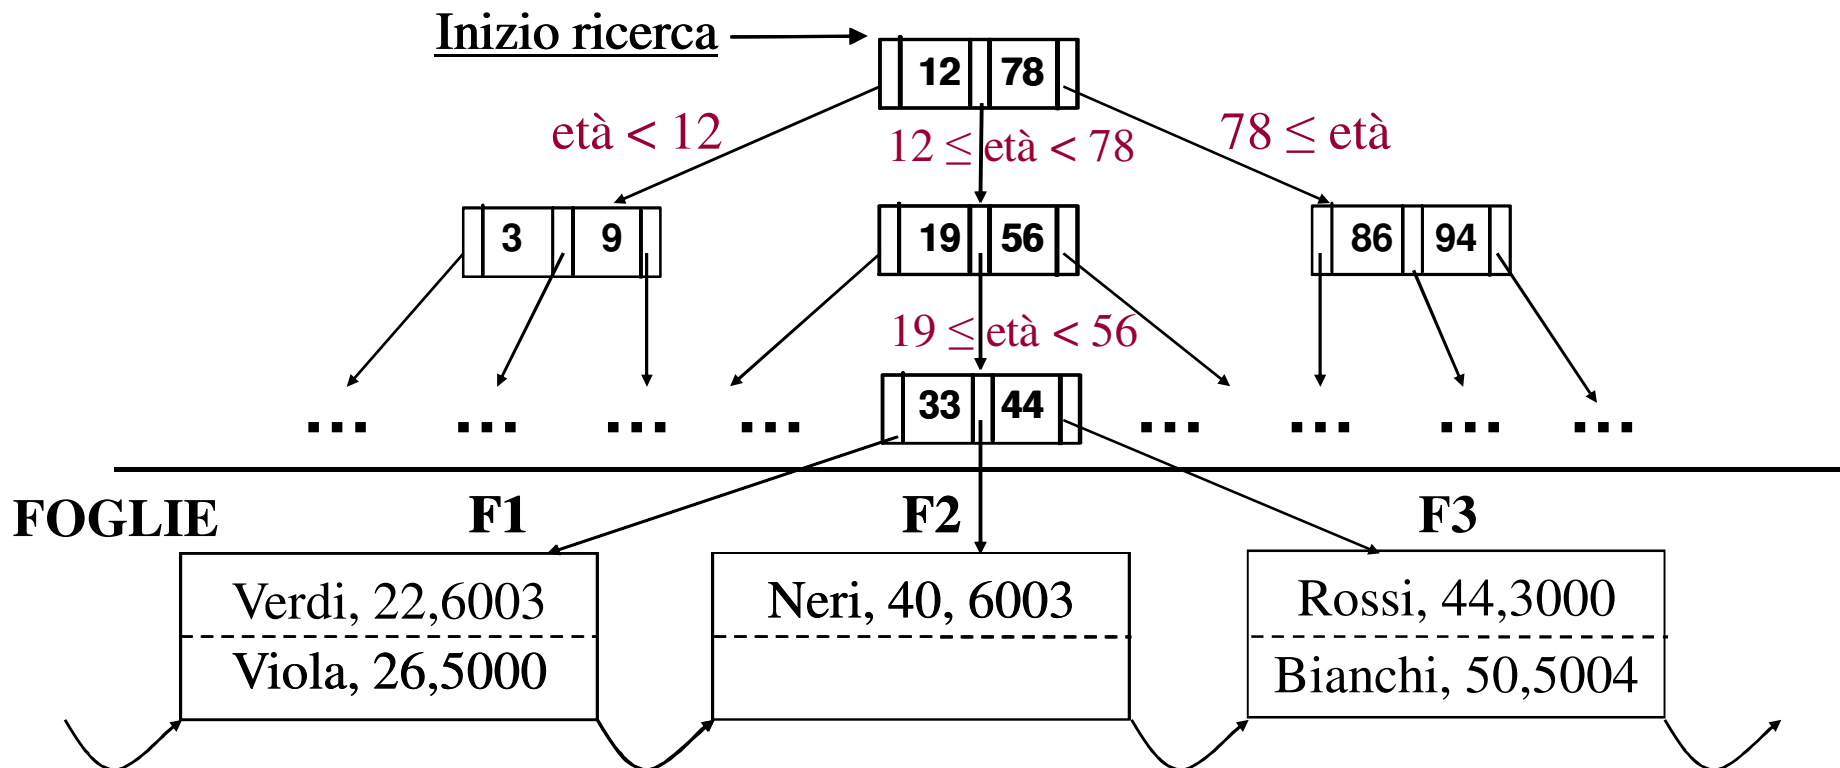 Inizio ricerca
12 78
età < 12
12 ≤ età < 78
78 ≤ età
3 9
19 56
86 94
19 ≤ età < 56
33 44
... ... ... ... ... ... ... ...
FOGLIE
F1
F2
F3
Verdi, 22,6003
Viola, 26,5000
Neri, 40, 6003
Rossi, 44,3000
Bianchi, 50,5004